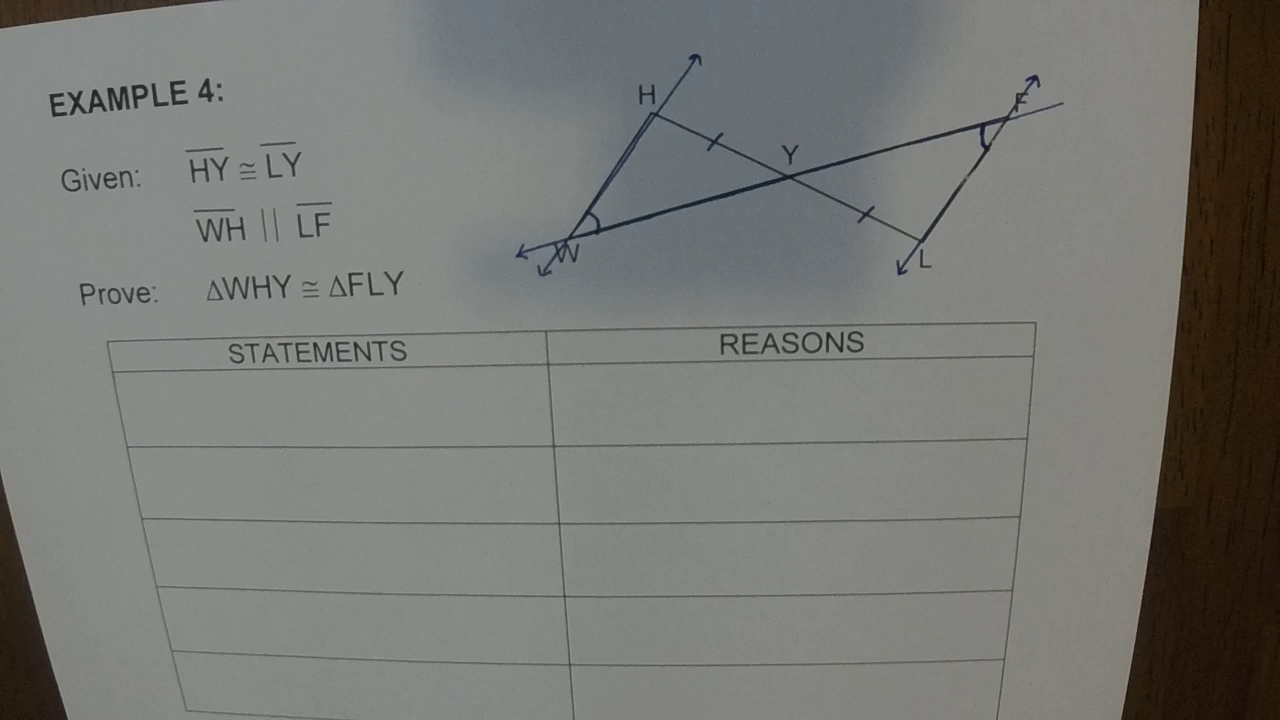 EXAMPLE 4:
Given: HY ≅ LY
WH || LF
Prove: ΔWHY ≅ ΔFLY
H
F
Y
W
L
STATEMENTS REASONS